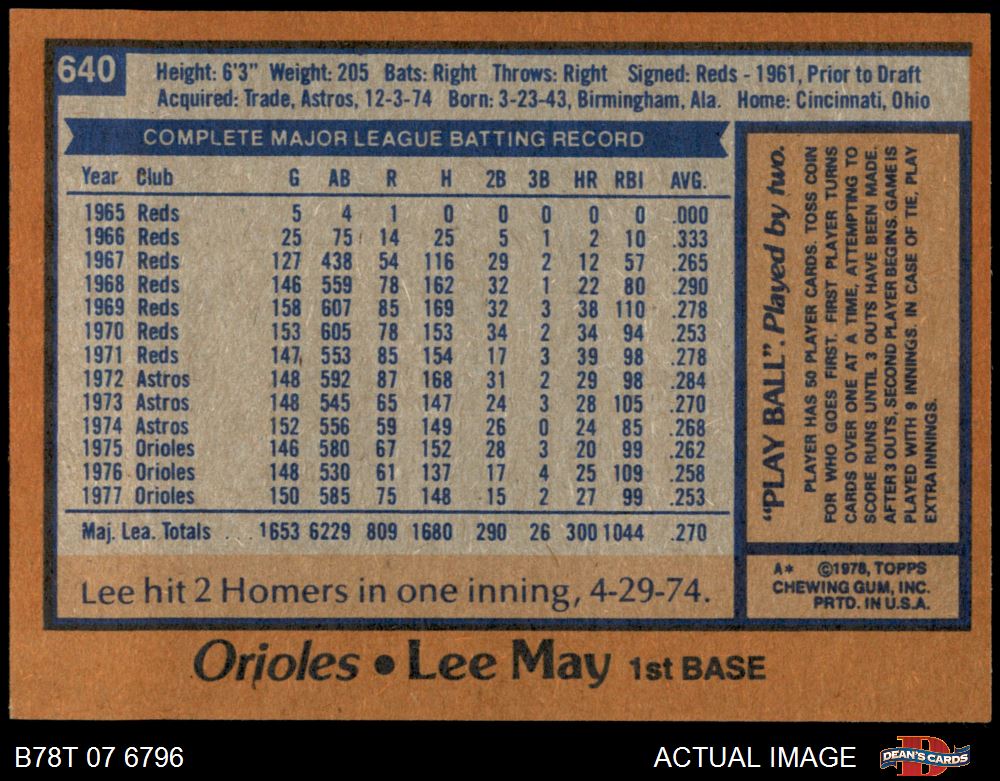 640
Height: 6'3" Weight: 205 Bats: Right Throws: Right Signed: Reds - 1961, Prior to Draft
Acquired: Trade, Astros, 12-3-74 Born: 3-23-43, Birmingham, Ala. Home: Cincinnati, Ohio
COMPLETE MAJOR LEAGUE BATTING RECORD
Year Club G AB R H 2B 3B HR RBI AVG.
1965 Reds 5 4 1 0 0 0 0 0 .000
1966 Reds 25 75 14 25 5 1 2 10 .333
1967 Reds 127 438 54 116 29 2 12 57 .265
1968 Reds 146 559 78 162 32 1 22 80 .290
1969 Reds 158 607 85 169 32 3 38 110 .278
1970 Reds 153 605 78 153 34 2 34 94 .253
1971 Reds 147 553 85 154 17 3 39 98 .278
1972 Astros 148 592 87 168 31 2 29 98 .284
1973 Astros 148 545 65 147 24 3 28 105 .270
1974 Astros 152 556 59 149 26 0 24 85 .268
1975 Orioles 146 580 67 152 28 3 20 99 .262
1976 Orioles 148 530 61 137 17 4 25 109 .258
1977 Orioles 150 585 75 148 15 2 27 99 .253
Maj. Lea. Totals . . . 1653 6229 809 1680 290 26 300 1044 .270
Lee hit 2 Homers in one inning, 4-29-74.
"PLAY BALL". Played by two.
PLAYER HAS 50 PLAYER CARDS. TOSS COIN
FOR WHO GOES FIRST. FIRST PLAYER TURNS
CARDS OVER ONE AT A TIME, ATTEMPTING TO
SCORE RUNS UNTIL 3 OUTS HAVE BEEN MADE.
AFTER 3 OUTS, SECOND PLAYER BEGINS. GAME IS
PLAYED WITH 9 INNINGS. IN CASE OF TIE, PLAY
EXTRA INNINGS.
A* ©1978, TOPPS
CHEWING GUM, INC.
PRTD. IN U.S.A.
Orioles • Lee May 1st BASE
B78T 07 6796
ACTUAL IMAGE
D
DEAN'S CARDS